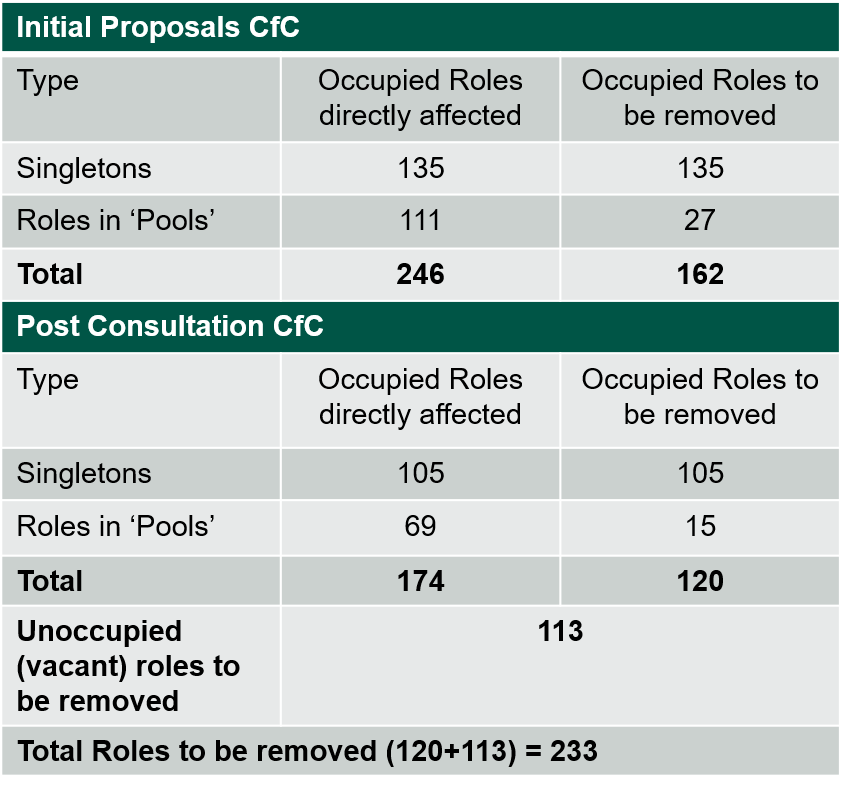 Initial Proposals CfC
Type
Occupied Roles
directly affected
Occupied Roles to
be removed
Singletons
135
135
Roles in ‘Pools’
111
27
Total
246
162
Post Consultation CfC
Type
Occupied Roles
directly affected
Occupied Roles to
be removed
Singletons
105
105
Roles in ‘Pools’
69
15
Total
174
120
Unoccupied
(vacant) roles to
be removed
113
Total Roles to be removed (120+113) = 233